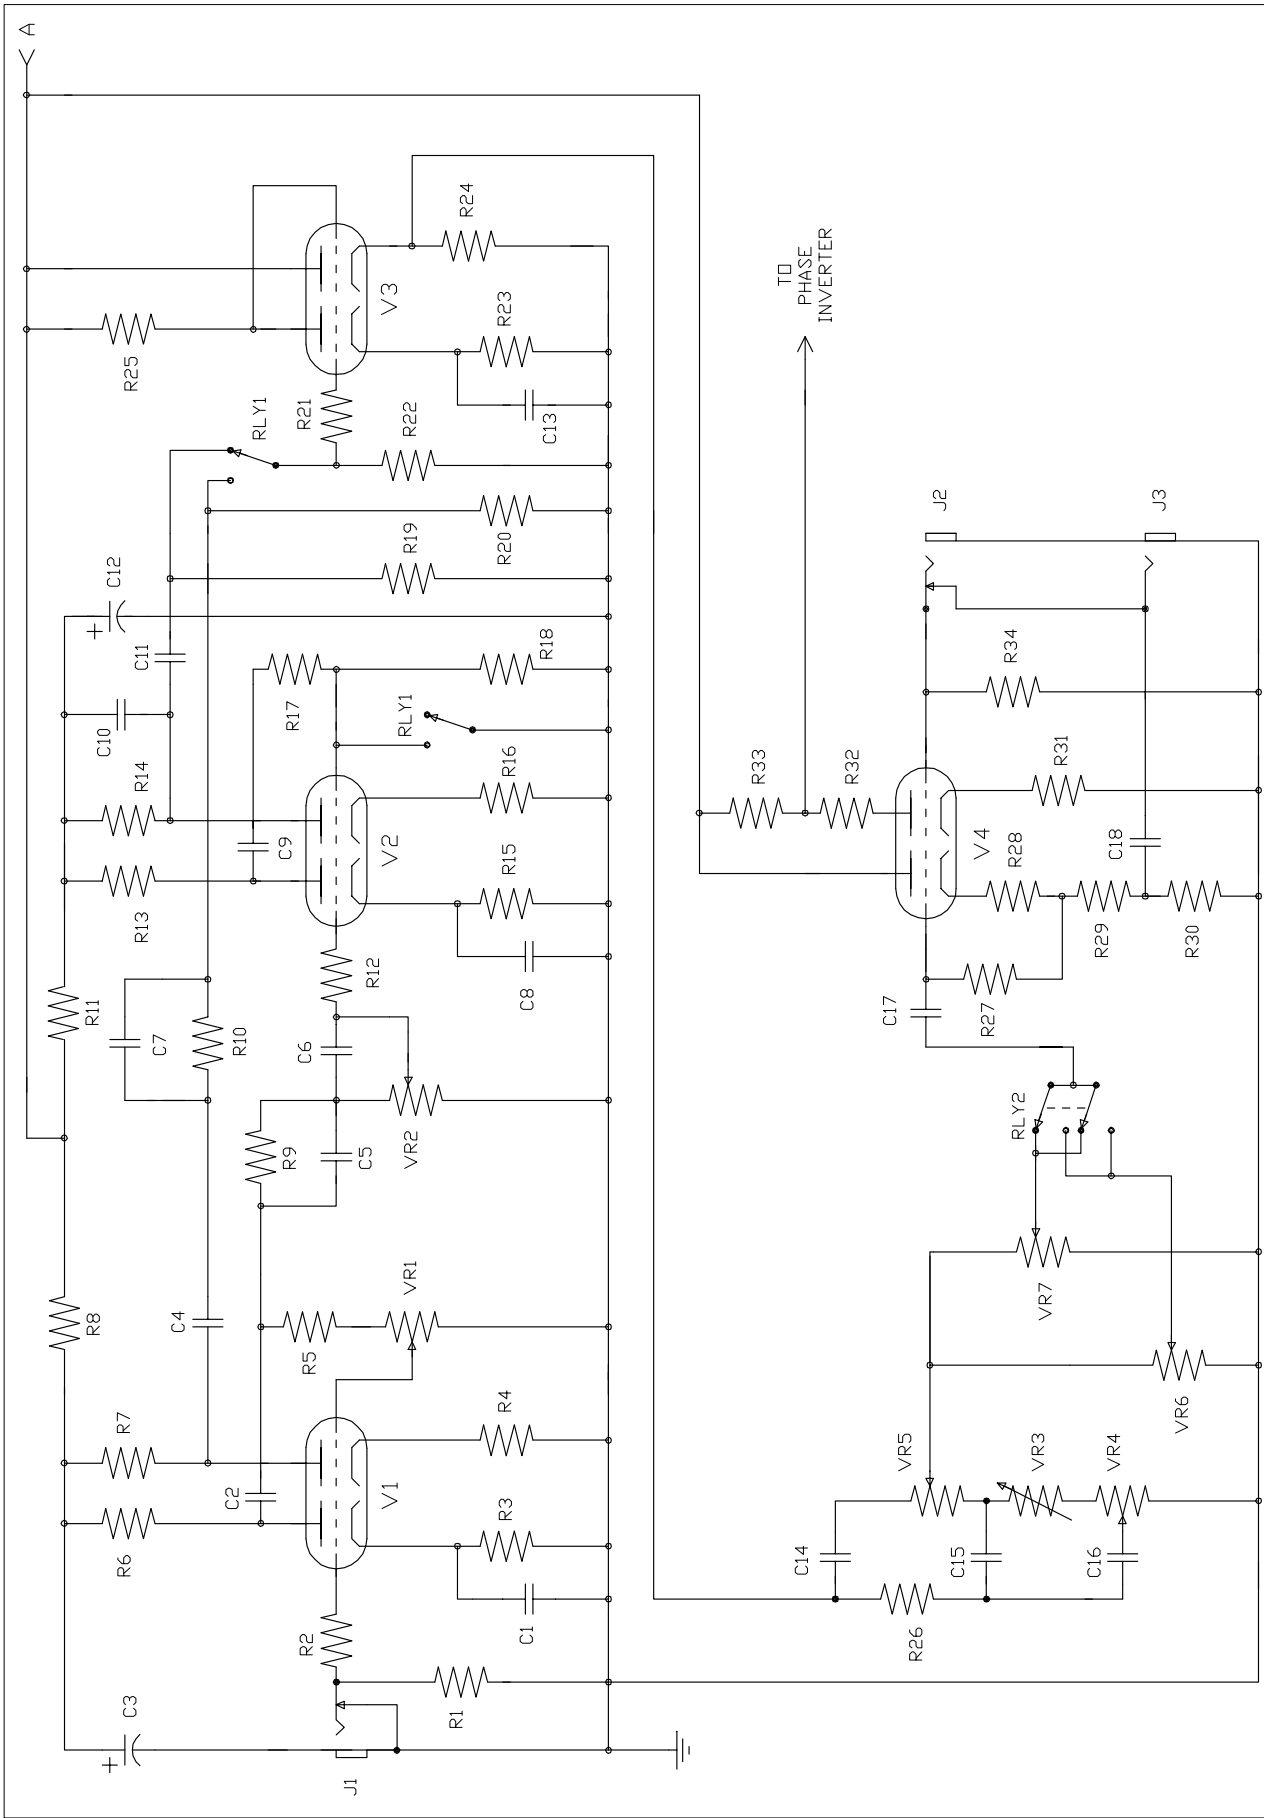 A
R8
R11
C10
C12
C3
R6
R7
R13
R14
C11
R25
C7
C4
R10
C2
RLY1
R9
C9
R17
R2
R5
C6
R21
J1
C5
R12
V1
VR1
VR2
V2
RLY1
V3
R22
R1
C1
R3
R4
C8
R15
R16
R18
R20
R19
C13
R23
R24
R33
TO
PHASE
INVERTER
C14
R32
C17
R26
VR5
C15
VR3
R27
V4
R28
J2
RLY2
R34
VR7
R31
C16
VR4
R29
C18
J3
VR6
R30